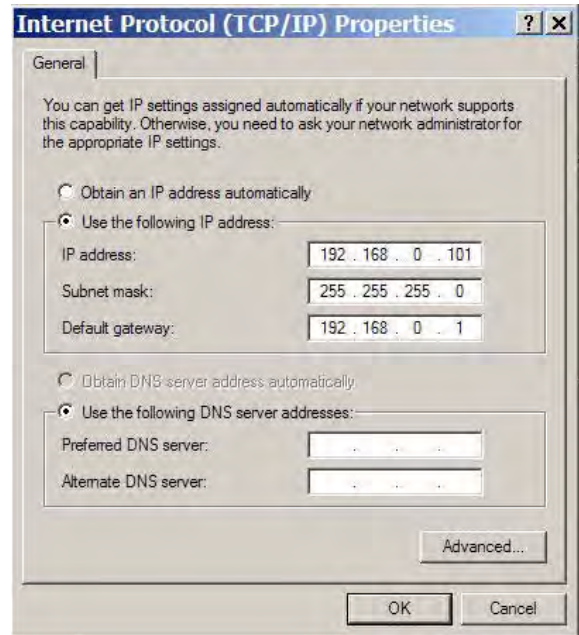 Internet Protocol (TCP/IP) Properties
General
You can get IP settings assigned automatically if your network supports
this capability. Otherwise, you need to ask your network administrator for
the appropriate IP settings.
Obtain an IP address automatically
Use the following IP address:
IP address: 192 . 168 . 0 . 101
Subnet mask: 255 . 255 . 255 . 0
Default gateway: 192 . 168 . 0 . 1
Obtain DNS server address automatically
Use the following DNS server addresses:
Preferred DNS server: . . .
Alternate DNS server: . . .
Advanced...
OK Cancel